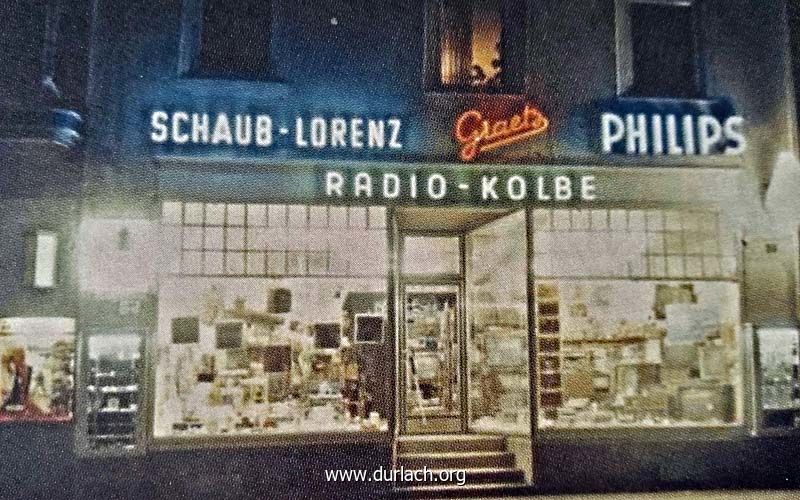 SCHAUB-LORENZ Graetz PHILIPS
RADIO-KOLBE
www.durlach.org